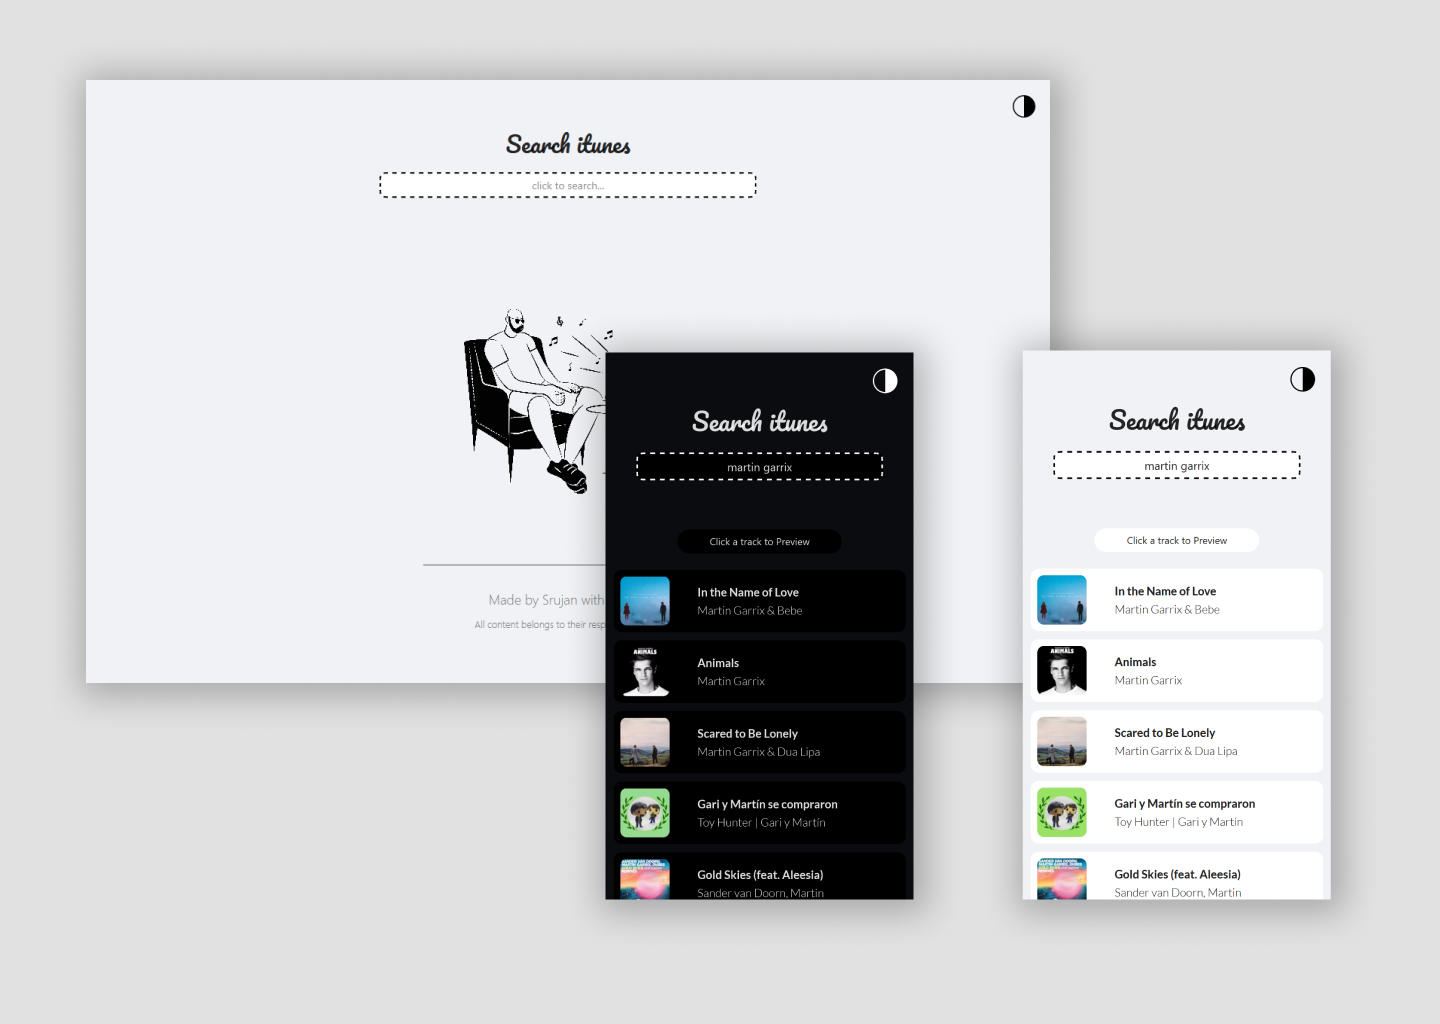 Search itunes
click to search...
Made by Srujan with
All content belongs to their resp
Search itunes
martin garrix
Click a track to Preview
In the Name of Love
Martin Garrix & Bebe
ANIMALS
Animals
Martin Garrix
Scared to Be Lonely
Martin Garrix & Dua Lipa
Gari y Martín se compraron
Toy Hunter | Gari y Martín
Gold Skies (feat. Aleesia)
Sander van Doorn, Martin
Search itunes
martin garrix
Click a track to Preview
In the Name of Love
Martin Garrix & Bebe
ANIMALS
Animals
Martin Garrix
Scared to Be Lonely
Martin Garrix & Dua Lipa
Gari y Martín se compraron
Toy Hunter | Gari y Martín
Gold Skies (feat. Aleesia)
Sander van Doorn, Martin